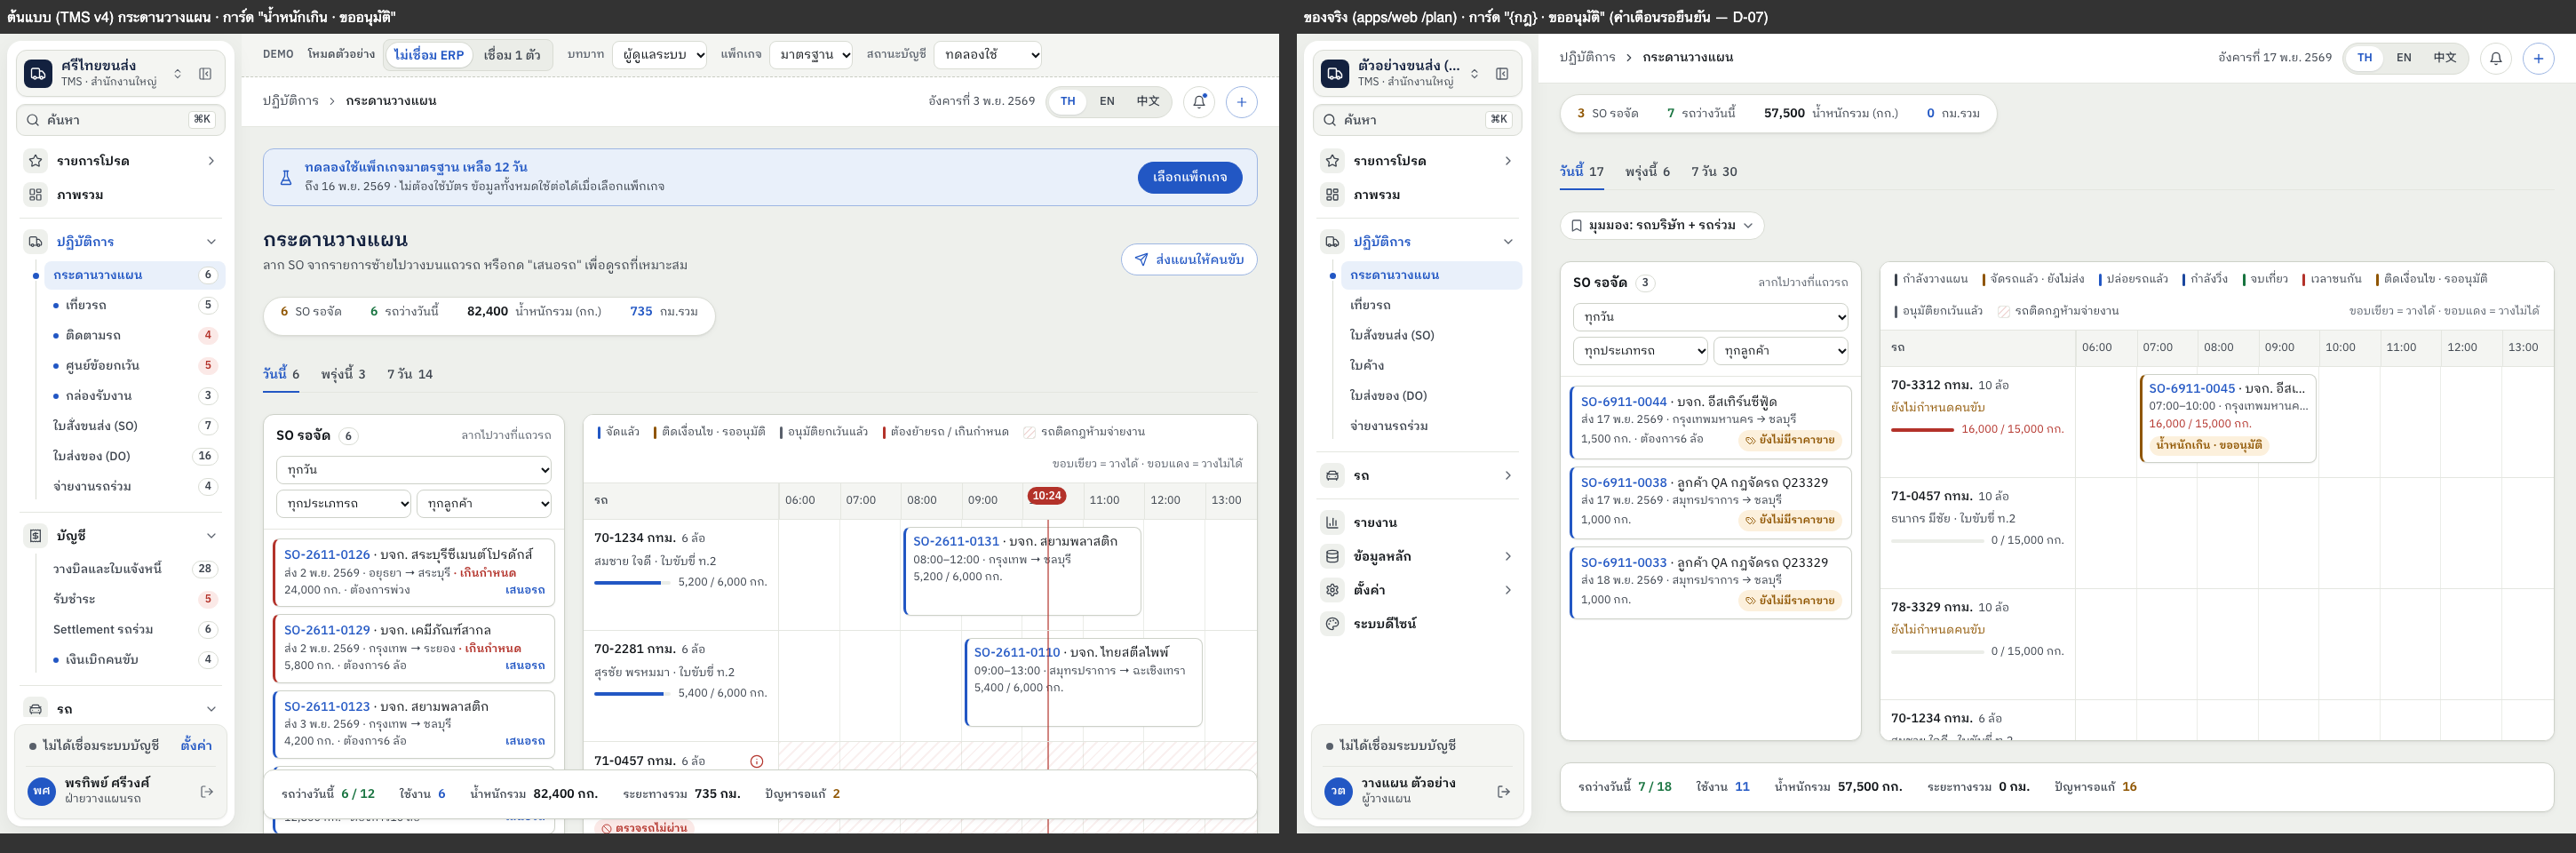 ต้นแบบ (TMS v4) กระดานวางแผน · การ์ด "น้ำหนักเกิน · ขออนุมัติ"
ศรีไทยขนส่ง
TMS · สำนักงานใหญ่
ค้นหา ⌘K
รายการโปรด
ภาพรวม
ปฏิบัติการ
กระดานวางแผน 6
เที่ยวรถ 5
ติดตามรถ 4
ศูนย์ข้อยกเว้น 5
กล่องรับงาน 3
ใบสั่งขนส่ง (SO) 7
ใบส่งของ (DO) 16
จ่ายงานรถร่วม 4
บัญชี
วางบิลและใบแจ้งหนี้ 28
รับชำระ 5
Settlement รถร่วม 6
เงินเบิกคนขับ 4
รถ
ไม่ได้เชื่อมระบบบัญชี ตั้งค่า
พศ พรทิพย์ ศรีวงศ์
ฝ่ายวางแผนรถ
DEMO โหมดตัวอย่าง ไม่เชื่อม ERP เชื่อม 1 ตัว บทบาท ผู้ดูแลระบบ แพ็กเกจ มาตรฐาน สถานะบัญชี ทดลองใช้
ปฏิบัติการ > กระดานวางแผน อังคารที่ 3 พ.ย. 2569 TH EN 中文
ทดลองใช้แพ็กเกจมาตรฐาน เหลือ 12 วัน
ถึง 16 พ.ย. 2569 · ไม่ต้องใช้บัตร ข้อมูลทั้งหมดใช้ต่อได้เมื่อเลือกแพ็กเกจ
เลือกแพ็กเกจ
กระดานวางแผน
ลาก SO จากรายการซ้ายไปวางบนแถวรถ หรือกด "เสนอรถ" เพื่อดูรถที่เหมาะสม
ส่งแผนให้คนขับ
6 SO รอจัด 6 รถว่างวันนี้ 82,400 น้ำหนักรวม (กก.) 735 กม.รวม
วันนี้ 6 พรุ่งนี้ 3 7 วัน 14
SO รอจัด 6 ลากไปวางที่แถวรถ
ทุกวัน
ทุกประเภทรถ ทุกลูกค้า
SO-2611-0126 · บจก. สระบุรีซีเมนต์โปรดักส์
ส่ง 2 พ.ย. 2569 · อยุธยา → สระบุรี · เกินกำหนด
24,000 กก. · ต้องการพ่วง เสนอรถ
SO-2611-0129 · บจก. เคมีภัณฑ์สากล
ส่ง 2 พ.ย. 2569 · กรุงเทพ → ระยอง · เกินกำหนด
5,800 กก. · ต้องการ6 ล้อ เสนอรถ
SO-2611-0123 · บจก. สยามพลาสติก
ส่ง 3 พ.ย. 2569 · กรุงเทพ → ชลบุรี
4,200 กก. · ต้องการ6 ล้อ เสนอรถ
จัดแล้ว ติดเงื่อนไข · รออนุมัติ อนุมัติยกเว้นแล้ว ต้องย้ายรถ / เกินกำหนด รถติดกฎห้ามจ่ายงาน
ขอบเขียว = วางได้ · ขอบแดง = วางไม่ได้
รถ 06:00 07:00 08:00 09:00 10:24 11:00 12:00 13:00
70-1234 กทม. 6 ล้อ
สมชาย ใจดี · ใบขับขี่ ท.2
5,200 / 6,000 กก.
SO-2611-0131 · บจก. สยามพลาสติก
08:00–12:00 · กรุงเทพ → ชลบุรี
5,200 / 6,000 กก.
70-2281 กทม. 6 ล้อ
สุรชัย พรหมมา · ใบขับขี่ ท.2
5,400 / 6,000 กก.
SO-2611-0110 · บจก. ไทยสตีลไพพ์
09:00–13:00 · สมุทรปราการ → ฉะเชิงเทรา
5,400 / 6,000 กก.
71-0457 กทม. 6 ล้อ
ตรวจรถไม่ผ่าน
รถว่างวันนี้ 6 / 12 ใช้งาน 6 น้ำหนักรวม 82,400 กก. ระยะทางรวม 735 กม. ปัญหารอแก้ 2
ของจริง (apps/web /plan) · การ์ด "{กฎ} · ขออนุมัติ" (คำเตือนรอยืนยัน — D-07)
ตัวอย่างขนส่ง (...
TMS · สำนักงานใหญ่
ค้นหา ⌘K
รายการโปรด
ภาพรวม
ปฏิบัติการ
กระดานวางแผน
เที่ยวรถ
ใบสั่งขนส่ง (SO)
ใบค้าง
ใบส่งของ (DO)
จ่ายงานรถร่วม
รถ
รายงาน
ข้อมูลหลัก
ตั้งค่า
ระบบดีไซน์
ไม่ได้เชื่อมระบบบัญชี
วต วางแผน ตัวอย่าง
ผู้วางแผน
ปฏิบัติการ > กระดานวางแผน อังคารที่ 17 พ.ย. 2569 TH EN 中文
3 SO รอจัด 7 รถว่างวันนี้ 57,500 น้ำหนักรวม (กก.) 0 กม.รวม
วันนี้ 17 พรุ่งนี้ 6 7 วัน 30
มุมมอง: รถบริษัท + รถร่วม
SO รอจัด 3 ลากไปวางที่แถวรถ
ทุกวัน
ทุกประเภทรถ ทุกลูกค้า
SO-6911-0044 · บจก. อีสเทิร์นซีฟู้ด
ส่ง 17 พ.ย. 2569 · กรุงเทพมหานคร → ชลบุรี
1,500 กก. · ต้องการ6 ล้อ ยังไม่มีราคาขาย
SO-6911-0038 · ลูกค้า QA กฎจัดรถ Q23329
ส่ง 17 พ.ย. 2569 · สมุทรปราการ → ชลบุรี
1,000 กก. ยังไม่มีราคาขาย
SO-6911-0033 · ลูกค้า QA กฎจัดรถ Q23329
ส่ง 18 พ.ย. 2569 · สมุทรปราการ → ชลบุรี
1,000 กก. ยังไม่มีราคาขาย
กำลังวางแผน จัดรถแล้ว · ยังไม่ส่ง ปล่อยรถแล้ว กำลังวิ่ง จบเที่ยว เวลาชนกัน ติดเงื่อนไข · รออนุมัติ
อนุมัติยกเว้นแล้ว รถติดกฎห้ามจ่ายงาน ขอบเขียว = วางได้ · ขอบแดง = วางไม่ได้
รถ 06:00 07:00 08:00 09:00 10:00 11:00 12:00 13:00
70-3312 กทม. 10 ล้อ
ยังไม่กำหนดคนขับ
16,000 / 15,000 กก.
SO-6911-0045 · บจก. อีสเ...
07:00–10:00 · กรุงเทพมหานค...
16,000 / 15,000 กก.
น้ำหนักเกิน · ขออนุมัติ
71-0457 กทม. 10 ล้อ
ธนากร มีชัย · ใบขับขี่ ท.2
0 / 15,000 กก.
78-3329 กทม. 10 ล้อ
ยังไม่กำหนดคนขับ
0 / 15,000 กก.
70-1234 กทม. 6 ล้อ
รถว่างวันนี้ 7 / 18 ใช้งาน 11 น้ำหนักรวม 57,500 กก. ระยะทางรวม 0 กม. ปัญหารอแก้ 16